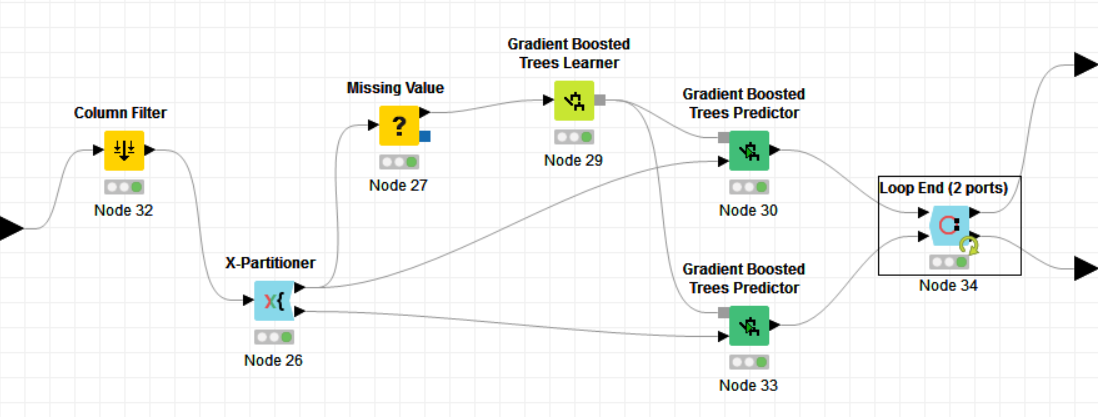 Column Filter
Node 32
X-Partitioner
X{
Node 26
Missing Value
?
Node 27
Gradient Boosted
Trees Learner
Node 29
Gradient Boosted
Trees Predictor
Node 30
Gradient Boosted
Trees Predictor
Node 33
Loop End (2 ports)
Node 34